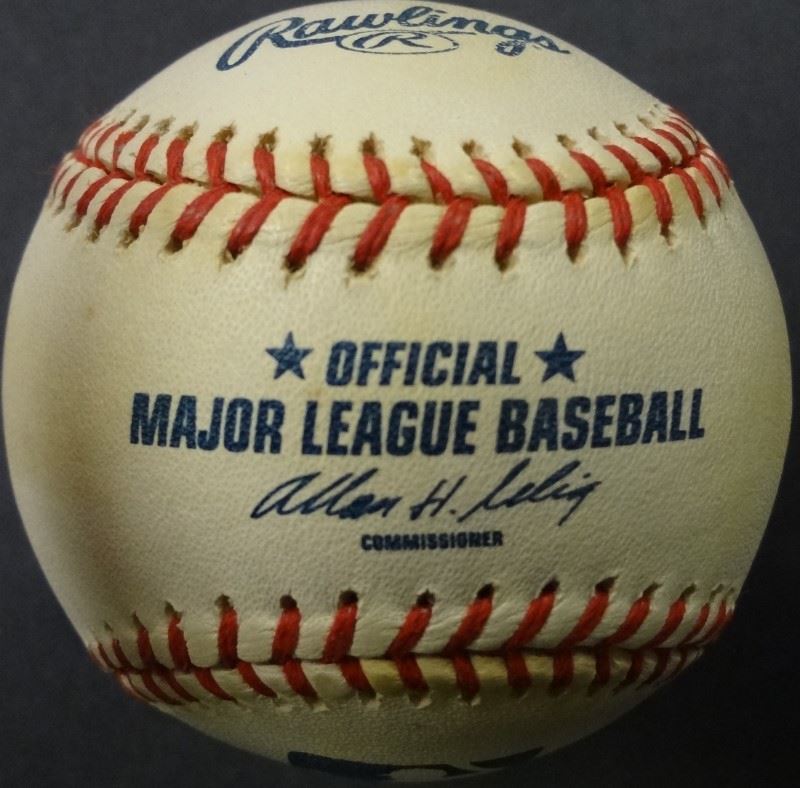 Rawlings
R
★ OFFICIAL ★
MAJOR LEAGUE BASEBALL
Allan H. Selig
COMMISSIONER